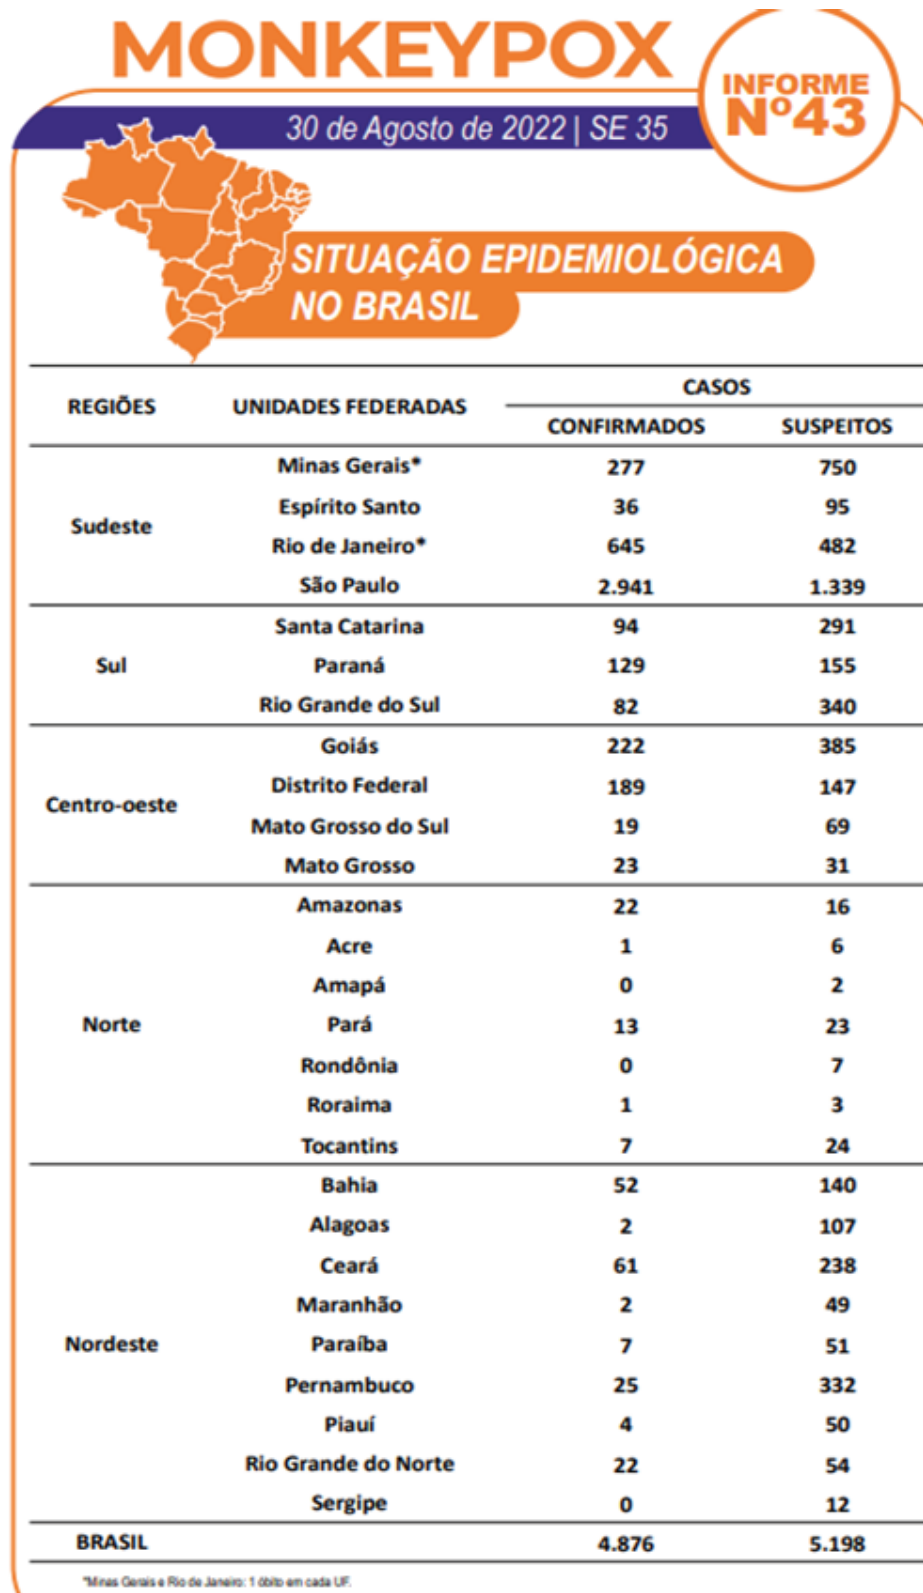 MONKEYPOX
INFORME
Nº43
30 de Agosto de 2022 | SE 35
SITUAÇÃO EPIDEMIOLÓGICA
NO BRASIL
REGIÕES UNIDADES FEDERADAS CASOS
CONFIRMADOS SUSPEITOS
Sudeste
Minas Gerais* 277 750
Espírito Santo 36 95
Rio de Janeiro* 645 482
São Paulo 2.941 1.339
Sul
Santa Catarina 94 291
Paraná 129 155
Rio Grande do Sul 82 340
Centro-oeste
Goiás 222 385
Distrito Federal 189 147
Mato Grosso do Sul 19 69
Mato Grosso 23 31
Norte
Amazonas 22 16
Acre 1 6
Amapá 0 2
Pará 13 23
Rondônia 0 7
Roraima 1 3
Tocantins 7 24
Nordeste
Bahia 52 140
Alagoas 2 107
Ceará 61 238
Maranhão 2 49
Paraíba 7 51
Pernambuco 25 332
Piauí 4 50
Rio Grande do Norte 22 54
Sergipe 0 12
BRASIL 4.876 5.198
*Minas Gerais e Rio de Janeiro: 1 óbito em cada UF.